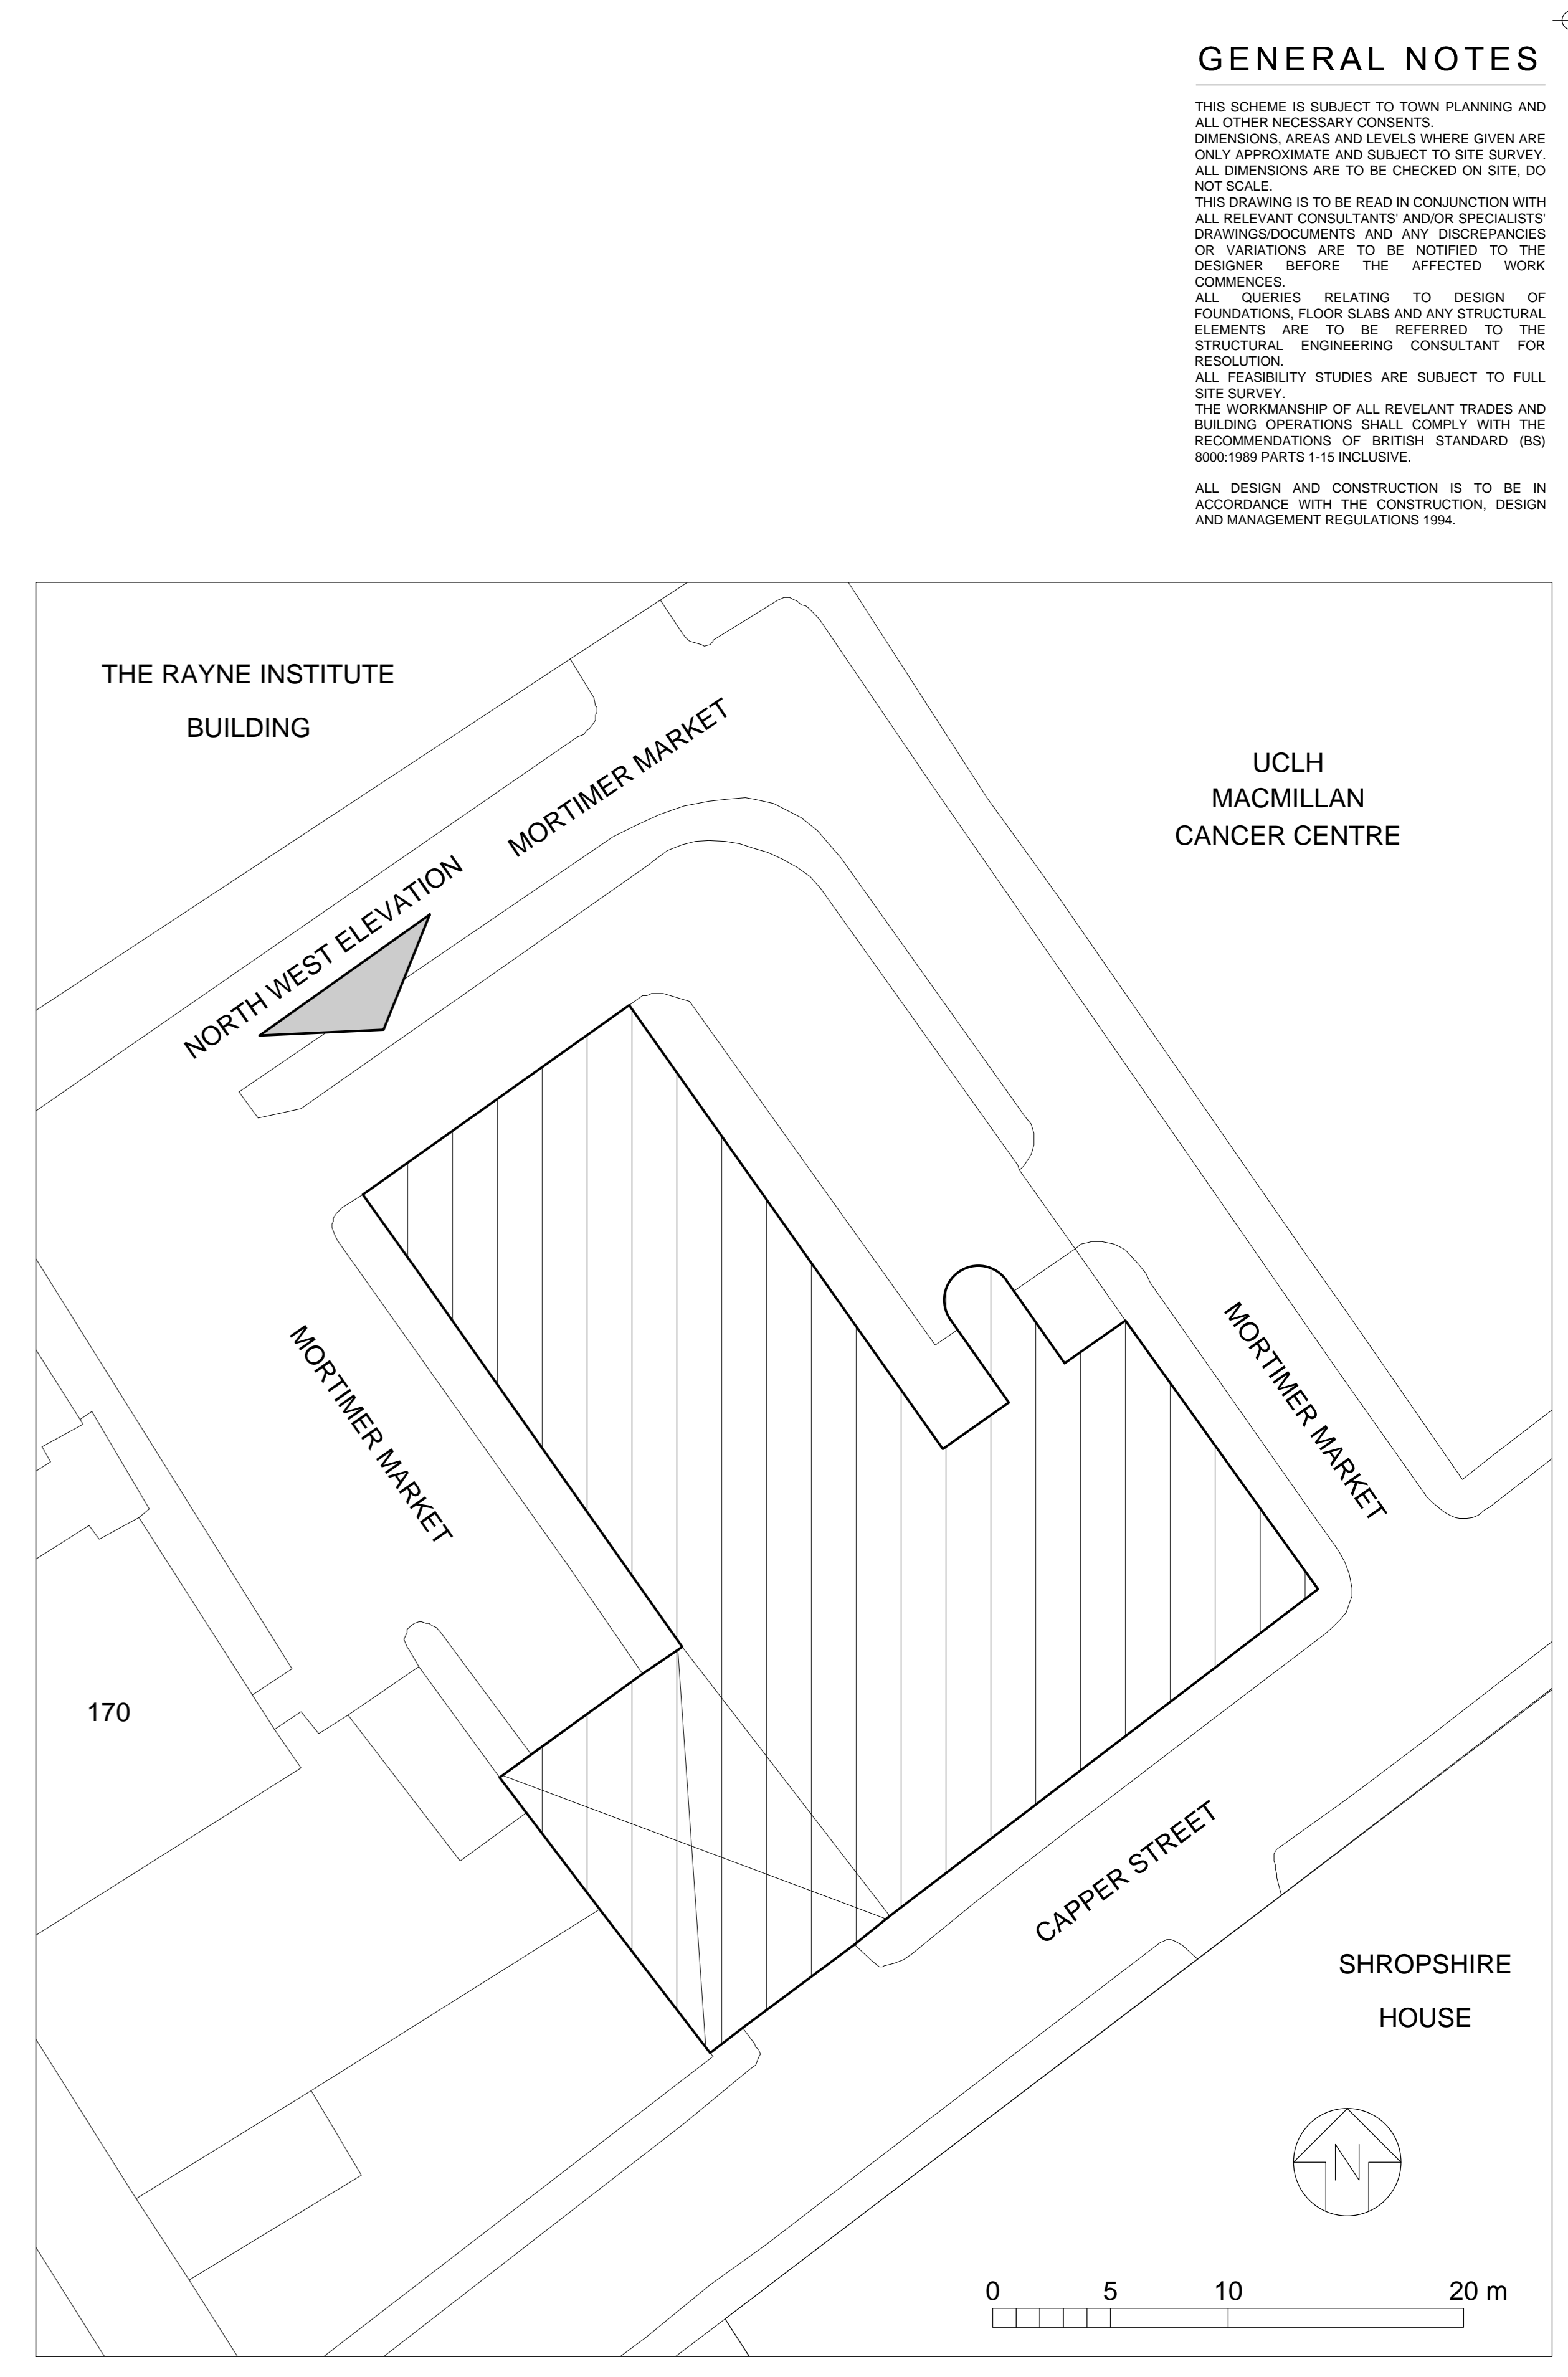 GENERAL NOTES
THIS SCHEME IS SUBJECT TO TOWN PLANNING AND
ALL OTHER NECESSARY CONSENTS.
DIMENSIONS, AREAS AND LEVELS WHERE GIVEN ARE
ONLY APPROXIMATE AND SUBJECT TO SITE SURVEY.
ALL DIMENSIONS ARE TO BE CHECKED ON SITE, DO
NOT SCALE.
THIS DRAWING IS TO BE READ IN CONJUNCTION WITH
ALL RELEVANT CONSULTANTS' AND/OR SPECIALISTS'
DRAWINGS/DOCUMENTS AND ANY DISCREPANCIES
OR VARIATIONS ARE TO BE NOTIFIED TO THE
DESIGNER BEFORE THE AFFECTED WORK
COMMENCES.
ALL QUERIES RELATING TO DESIGN OF
FOUNDATIONS, FLOOR SLABS AND ANY STRUCTURAL
ELEMENTS ARE TO BE REFERRED TO THE
STRUCTURAL ENGINEERING CONSULTANT FOR
RESOLUTION.
ALL FEASIBILITY STUDIES ARE SUBJECT TO FULL
SITE SURVEY.
THE WORKMANSHIP OF ALL REVELANT TRADES AND
BUILDING OPERATIONS SHALL COMPLY WITH THE
RECOMMENDATIONS OF BRITISH STANDARD (BS)
8000:1989 PARTS 1-15 INCLUSIVE.
ALL DESIGN AND CONSTRUCTION IS TO BE IN
ACCORDANCE WITH THE CONSTRUCTION, DESIGN
AND MANAGEMENT REGULATIONS 1994.
THE RAYNE INSTITUTE
BUILDING
MORTIMER MARKET
UCLH
MACMILLAN
CANCER CENTRE
NORTH WEST ELEVATION
MORTIMER MARKET
MORTIMER MARKET
170
CAPPER STREET
SHROPSHIRE
HOUSE
N
0 5 10 20 m